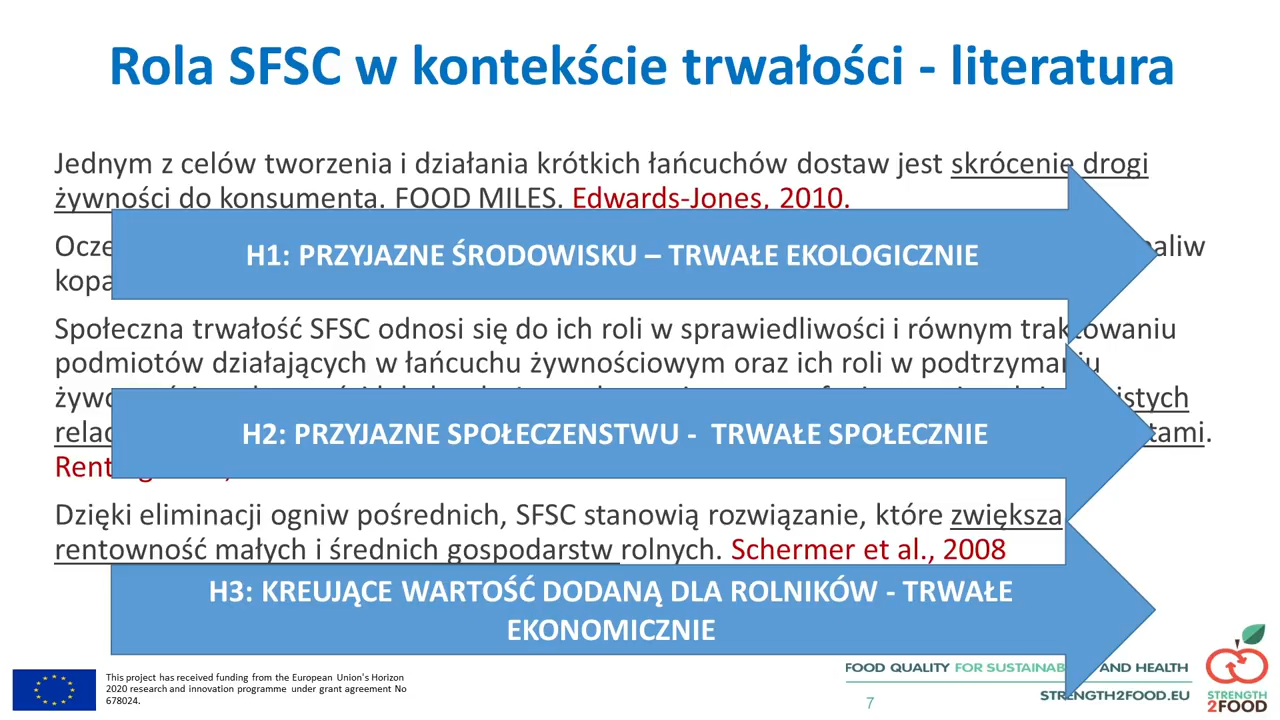 Rola SFSC w kontekście trwałości - literatura
Jednym z celów tworzenia i działania krótkich łańcuchów dostaw jest skrócenie drogi
żywności do konsumenta. FOOD MILES. Edwards-Jones, 2010.
H1: PRZYJAZNE ŚRODOWISKU – TRWAŁE EKOLOGICZNIE
Społeczna trwałość SFSC odnosi się do ich roli w sprawiedliwości i równym traktowaniu
podmiotów działających w łańcuchu żywnościowym oraz ich roli w podtrzymaniu
H2: PRZYJAZNE SPOŁECZENSTWU - TRWAŁE SPOŁECZNIE
Dzięki eliminacji ogniw pośrednich, SFSC stanowią rozwiązanie, które zwiększa
rentowność małych i średnich gospodarstw rolnych. Schermer et al., 2008
H3: KREUJĄCE WARTOŚĆ DODANĄ DLA ROLNIKÓW - TRWAŁE
EKONOMICZNIE
This project has received funding from the European Union's Horizon
2020 research and innovation programme under grant agreement No
678024.
FOOD QUALITY FOR SUSTAINAB AND HEALTH
STRENGTH2FOOD.EU
7
STRENGTH
2FOOD